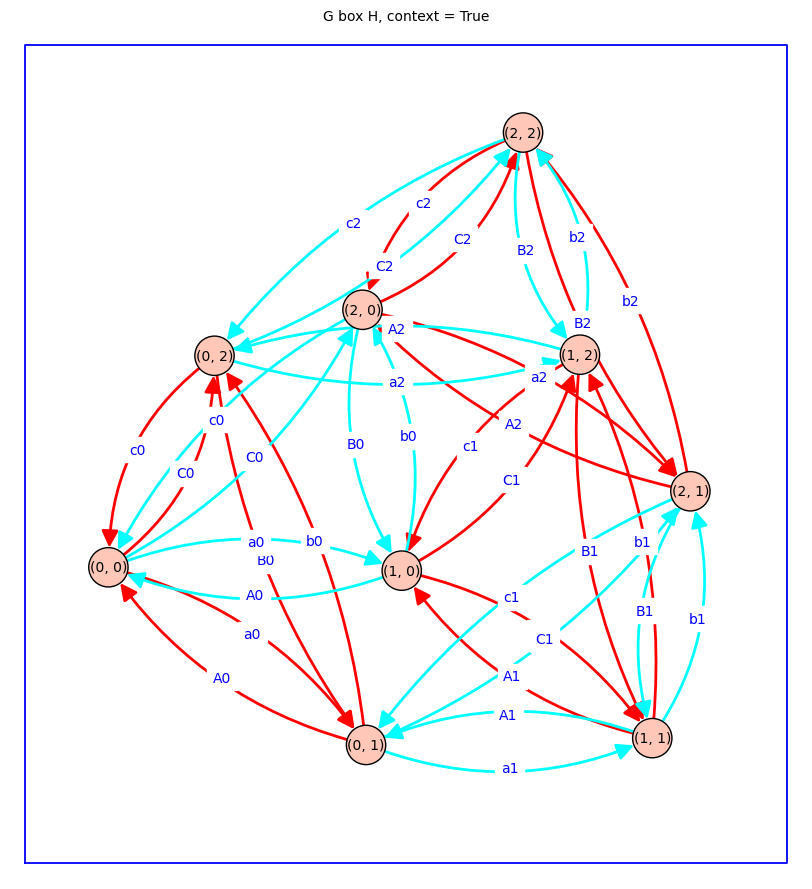 G box H, context = True
(2, 2)
c2
c2
C2
B2
b2
C2
b2
(2, 0)
A2
B2
(0, 2)
(1, 2)
a2
a2
c0
A2
b0
B0
c1
c0
C0
C0
C1
(2, 1)
a0
b0
b1
B1
B0
(0, 0)
(1, 0)
A0
c1
B1
b1
a0
C1
A0
A1
A1
(1, 1)
(0, 1)
a1